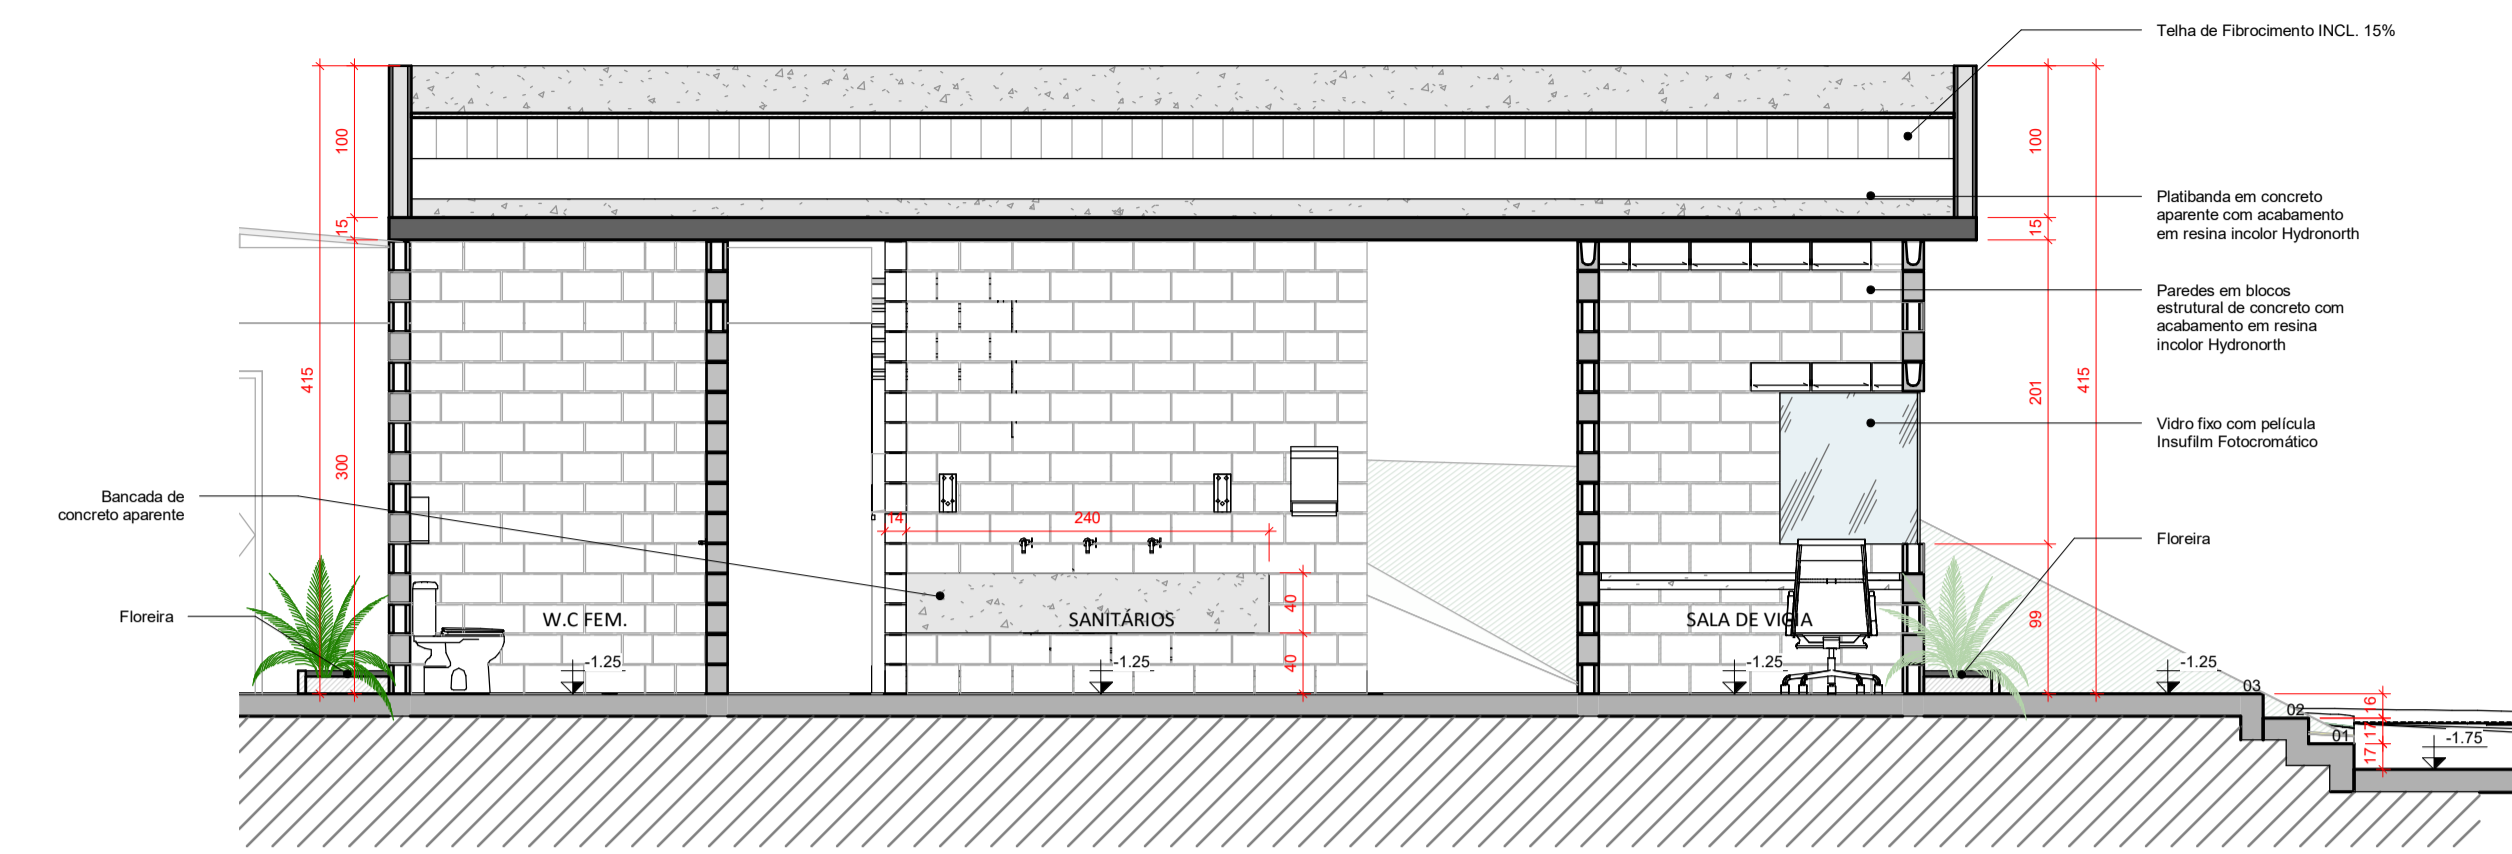 Telha de Fibrocimento INCL. 15%
Platibanda em concreto
aparente com acabamento
em resina incolor Hydronorth
Paredes em blocos
estrutural de concreto com
acabamento em resina
incolor Hydronorth
Vidro fixo com película
Insufilm Fotocromático
Floreira
Bancada de
concreto aparente
Floreira
415
100
15
300
100
15
201
99
415
14
240
40
40
W.C FEM.
SANITÁRIOS
SALA DE VIGIA
-1.25
-1.25
-1.25
-1.25
03
02
01
16
17
17
-1.75